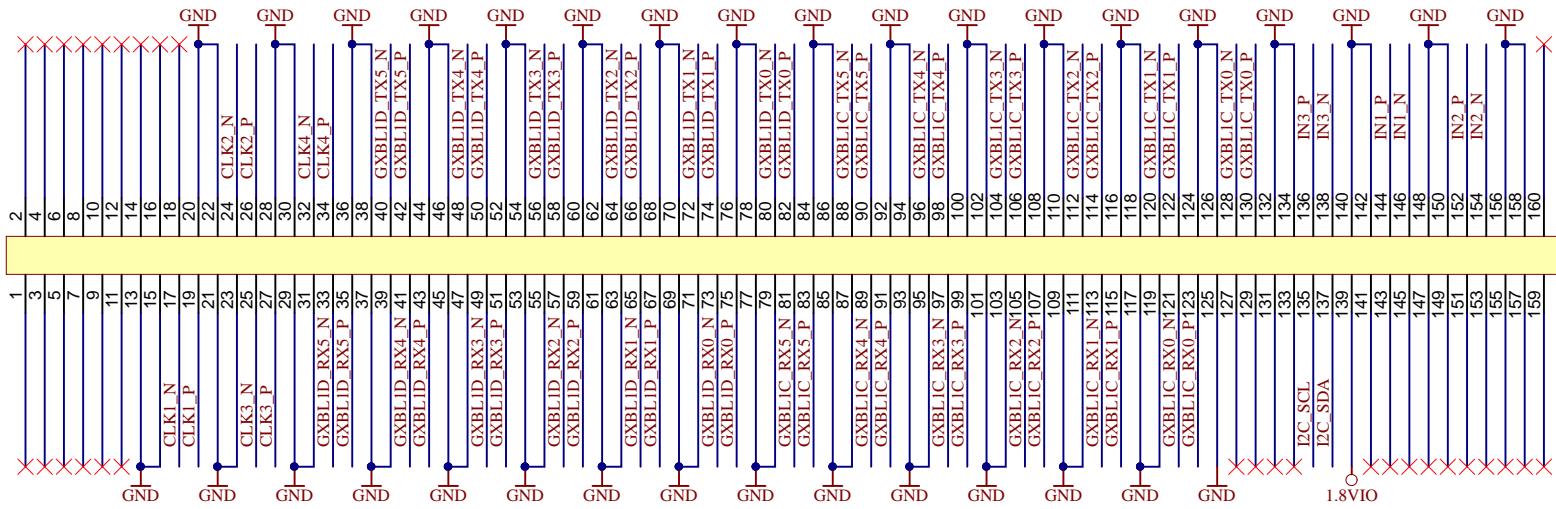 GND GND GND GND GND GND GND GND GND GND GND GND GND GND GND GND GND GND
CLK2_N
CLK2_P
CLK4_N
CLK4_P
GXBL1D_TX5_N
GXBL1D_TX5_P
GXBL1D_TX4_N
GXBL1D_TX4_P
GXBL1D_TX3_N
GXBL1D_TX3_P
GXBL1D_TX2_N
GXBL1D_TX2_P
GXBL1D_TX1_N
GXBL1D_TX1_P
GXBL1D_TX0_N
GXBL1D_TX0_P
GXBL1C_TX5_N
GXBL1C_TX5_P
GXBL1C_TX4_N
GXBL1C_TX4_P
GXBL1C_TX3_N
GXBL1C_TX3_P
GXBL1C_TX2_N
GXBL1C_TX2_P
GXBL1C_TX1_N
GXBL1C_TX1_P
GXBL1C_TX0_N
GXBL1C_TX0_P
IN3_P
IN3_N
IN1_P
IN1_N
IN2_P
IN2_N
2 4 6 8 10 12 14 16 18 20 22 24 26 28 30 32 34 36 38 40 42 44 46 48 50 52 54 56 58 60 62 64 66 68 70 72 74 76 78 80 82 84 86 88 90 92 94 96 98 100 102 104 106 108 110 112 114 116 118 120 122 124 126 128 130 132 134 136 138 140 142 144 146 148 150 152 154 156 158 160
1 3 5 7 9 11 13 15 17 19 21 23 25 27 29 31 33 35 37 39 41 43 45 47 49 51 53 55 57 59 61 63 65 67 69 71 73 75 77 79 81 83 85 87 89 91 93 95 97 99 101 103 105 107 109 111 113 115 117 119 121 123 125 127 129 131 133 135 137 139 141 143 145 147 149 151 153 155 157 159
CLK1_N
CLK1_P
CLK3_N
CLK3_P
GXBL1D_RX5_N
GXBL1D_RX5_P
GXBL1D_RX4_N
GXBL1D_RX4_P
GXBL1D_RX3_N
GXBL1D_RX3_P
GXBL1D_RX2_N
GXBL1D_RX2_P
GXBL1D_RX1_N
GXBL1D_RX1_P
GXBL1D_RX0_N
GXBL1D_RX0_P
GXBL1C_RX5_N
GXBL1C_RX5_P
GXBL1C_RX4_N
GXBL1C_RX4_P
GXBL1C_RX3_N
GXBL1C_RX3_P
GXBL1C_RX2_N
GXBL1C_RX2_P
GXBL1C_RX1_N
GXBL1C_RX1_P
GXBL1C_RX0_N
GXBL1C_RX0_P
I2C_SCL
I2C_SDA
GND GND GND GND GND GND GND GND GND GND GND GND GND GND GND 1.8VIO